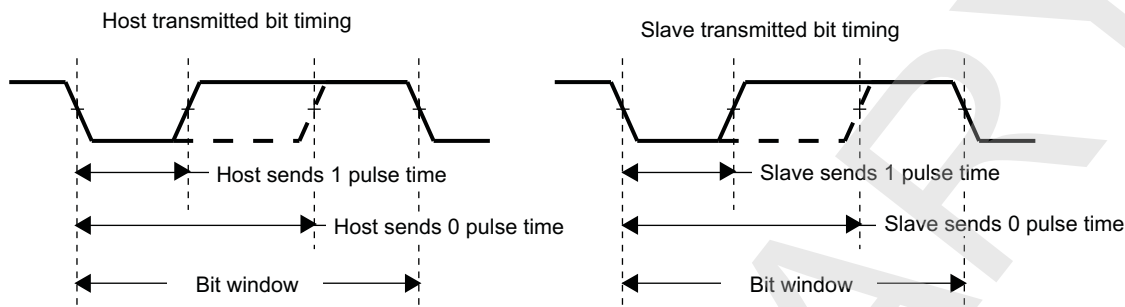 Host transmitted bit timing
Slave transmitted bit timing
Host sends 1 pulse time
Slave sends 1 pulse time
Host sends 0 pulse time
Slave sends 0 pulse time
Bit window
Bit window
ARY